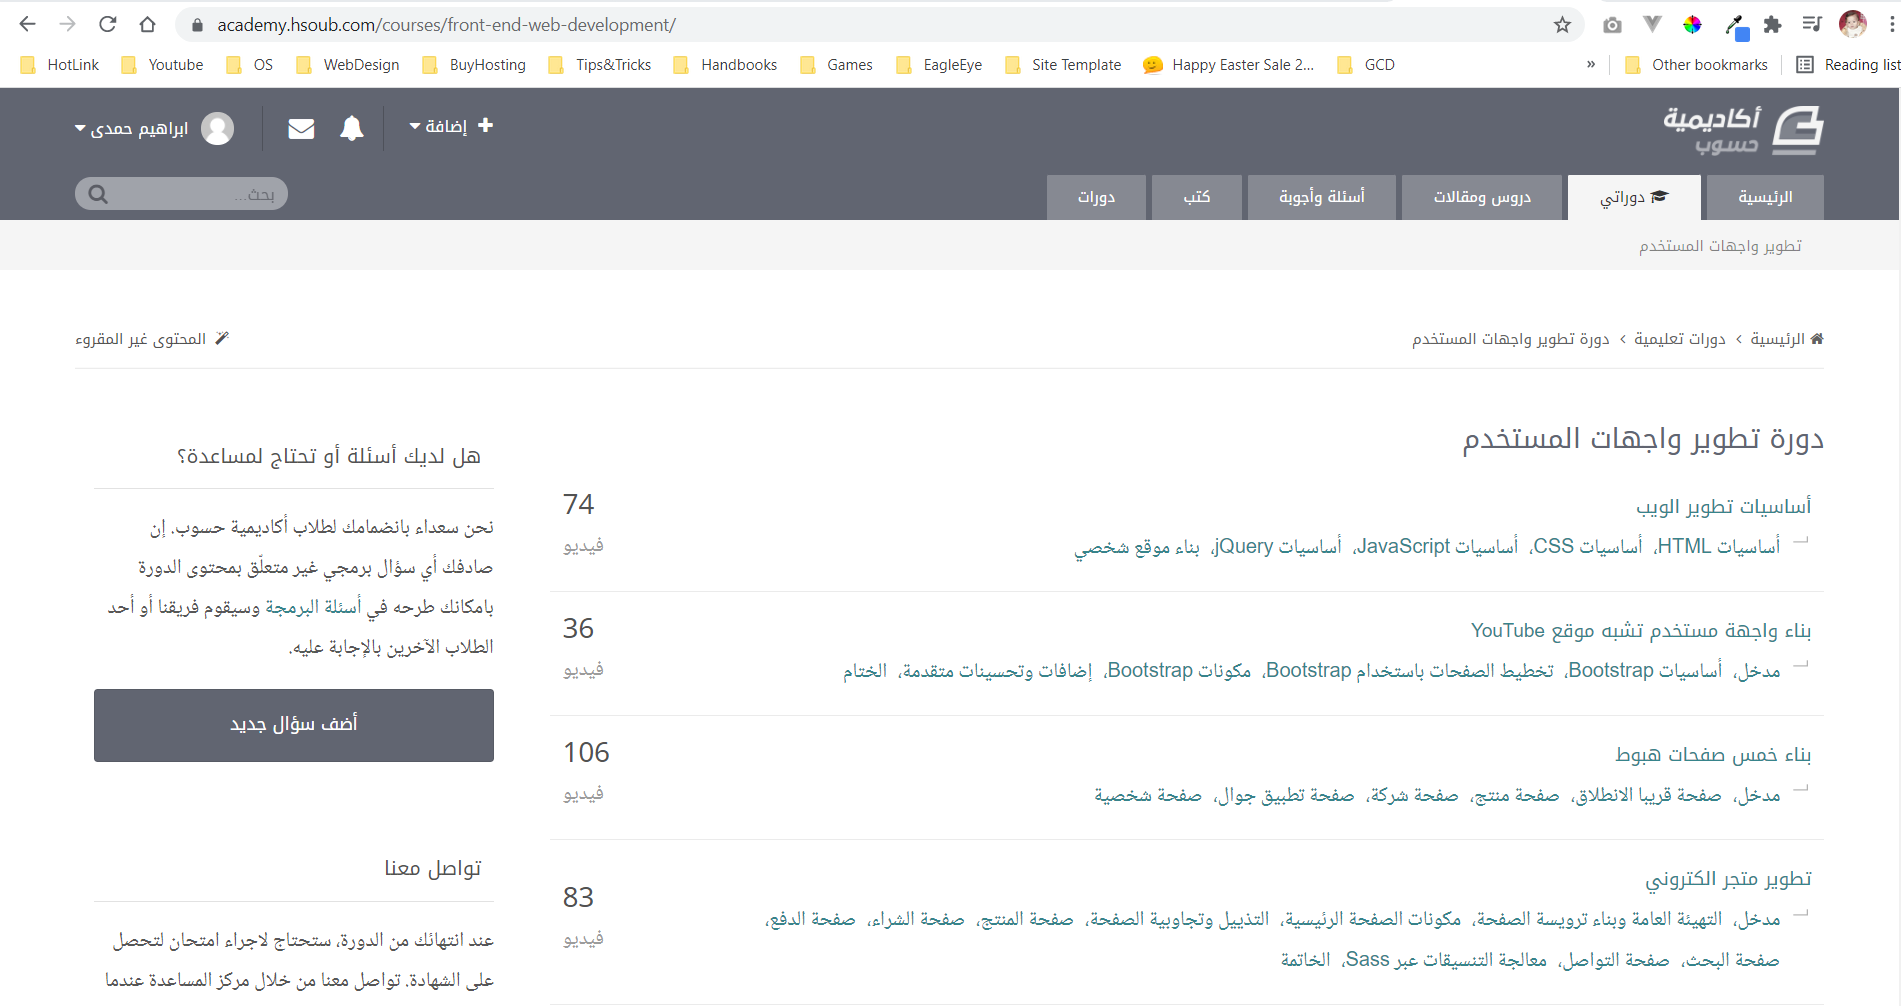 academy.hsoub.com/courses/front-end-web-development/
HotLink Youtube OS WebDesign BuyHosting Tips&Tricks Handbooks Games EagleEye Site Template Happy Easter Sale 2... GCD » Other bookmarks Reading list
أكاديمية
حسوب
إضافة
ابراهيم حمدى
الرئيسية دوراتي دروس ومقالات أسئلة وأجوبة كتب دورات
بحث...
تطوير واجهات المستخدم
الرئيسية › دورات تعليمية › دورة تطوير واجهات المستخدم
المحتوى غير المقروء
دورة تطوير واجهات المستخدم
أساسيات تطوير الويب
أساسيات HTML، أساسيات CSS، أساسيات JavaScript، أساسيات jQuery، بناء موقع شخصي
74
فيديو
بناء واجهة مستخدم تشبه موقع YouTube
مدخل، أساسيات Bootstrap، تخطيط الصفحات باستخدام Bootstrap، مكونات Bootstrap، إضافات وتحسينات متقدمة، الختام
36
فيديو
بناء خمس صفحات هبوط
مدخل، صفحة قريبا الانطلاق، صفحة منتج، صفحة شركة، صفحة تطبيق جوال، صفحة شخصية
106
فيديو
تطوير متجر الكتروني
مدخل، التهيئة العامة وبناء ترويسة الصفحة، مكونات الصفحة الرئيسية، التذييل وتجاوبية الصفحة، صفحة المنتج، صفحة الشراء، صفحة الدفع،
صفحة البحث، صفحة التواصل، معالجة التنسيقات عبر Sass، الخاتمة
83
فيديو
هل لديك أسئلة أو تحتاج لمساعدة؟
نحن سعداء بانضمامك لطلاب أكاديمية حسوب. إن
صادفك أي سؤال برمجي غير متعلّق بمحتوى الدورة
بامكانك طرحه في أسئلة البرمجة وسيقوم فريقنا أو أحد
الطلاب الآخرين بالإجابة عليه.
أضف سؤال جديد
تواصل معنا
عند انتهائك من الدورة، ستحتاج لاجراء امتحان لتحصل
على الشهادة. تواصل معنا من خلال مركز المساعدة عندما